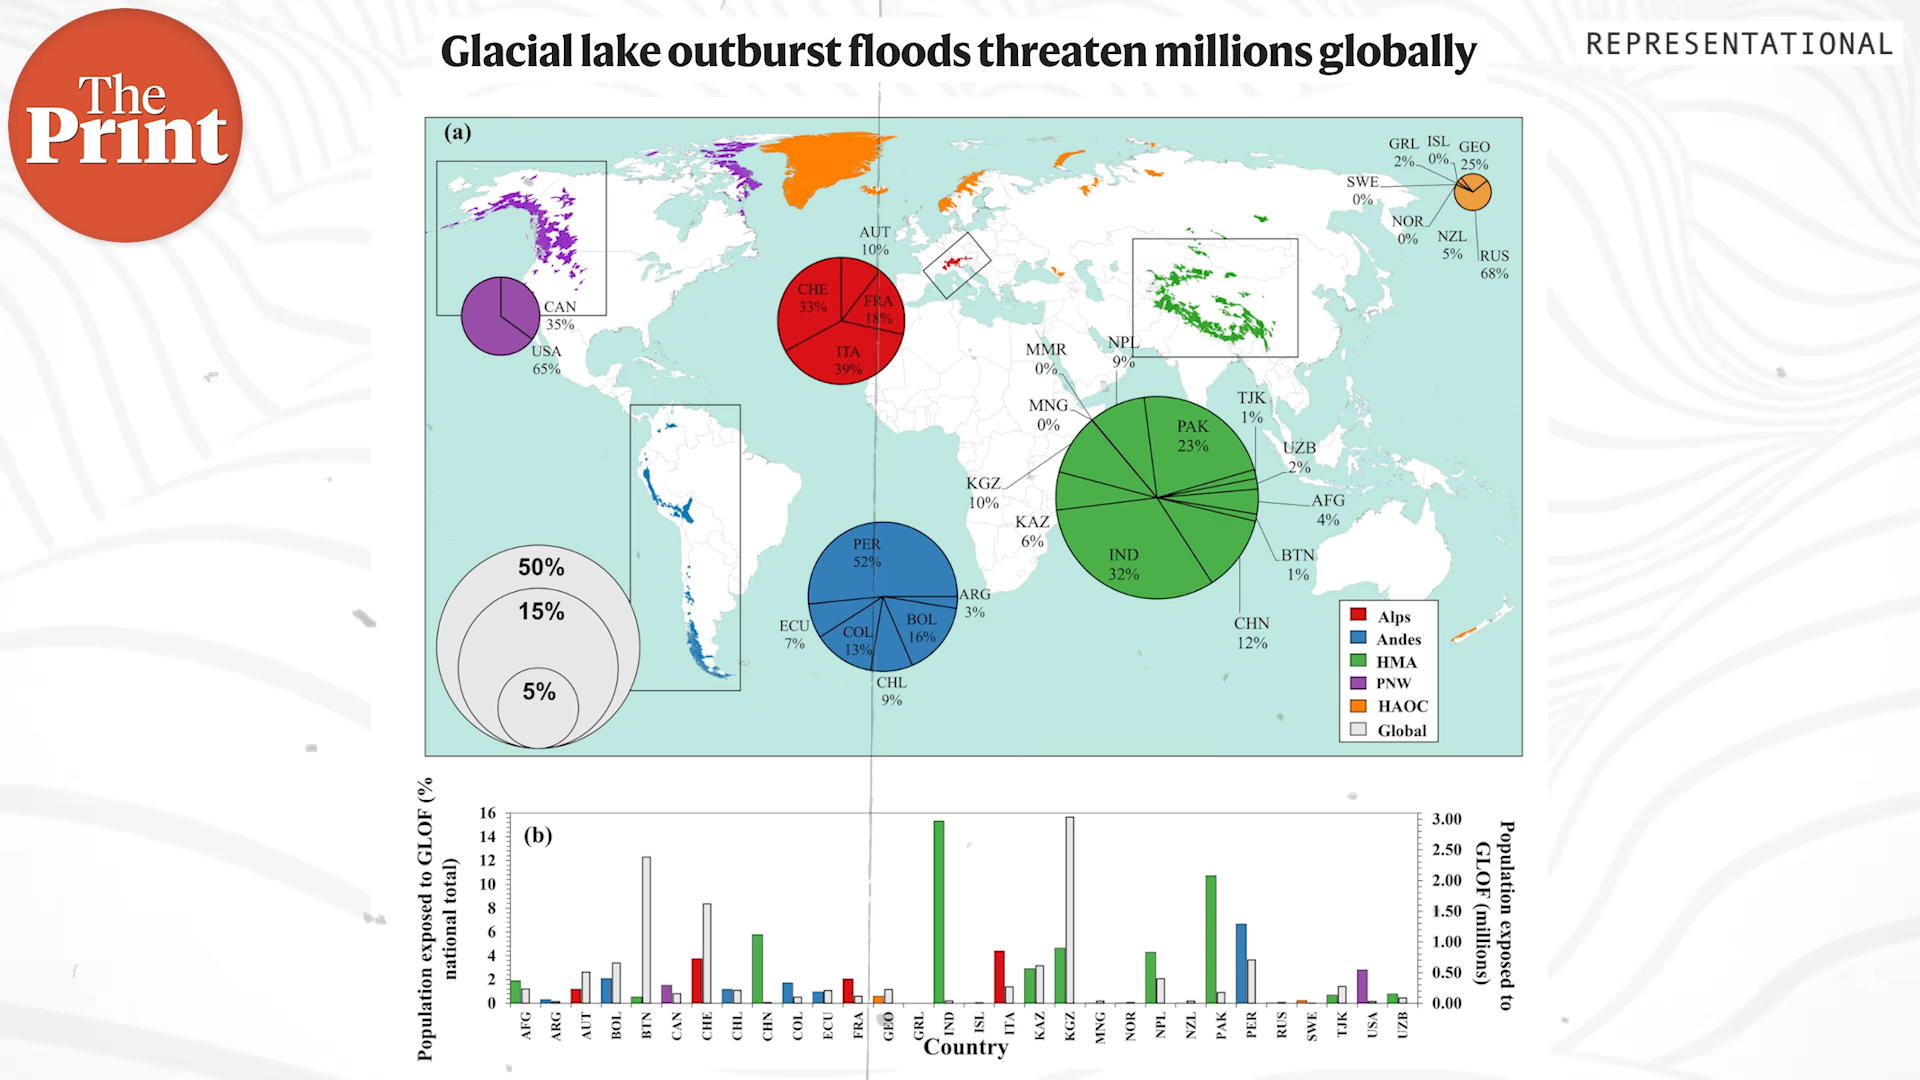 The
Print
Glacial lake outburst floods threaten millions globally
REPRESENTATIONAL
(a)
GRL
2%
ISL
0%
GEO
25%
SWE
0%
NOR
0%
NZL
5%
RUS
68%
AUT
10%
CHE
33%
FRA
18%
ITA
39%
CAN
35%
USA
65%
MMR
0%
NPL
9%
MNG
0%
PAK
23%
TJK
1%
UZB
2%
KGZ
10%
AFG
4%
KAZ
6%
IND
32%
BTN
1%
CHN
12%
PER
52%
ARG
3%
ECU
7%
COL
13%
BOL
16%
CHL
9%
50%
15%
5%
Alps
Andes
HMA
PNW
HAOC
Global
(b)
Population exposed to GLOF (%
national total)
16
14
12
10
8
6
4
2
0
3.00
2.50
2.00
1.50
1.00
0.50
0.00
Population exposed to
GLOF (millions)
AFG ARG AUT BOL BTN CAN CHE CHL CHN COL ECU FRA GEO GRL IND ISL ITA KAZ KGZ MNG NOR NPL NZL PAK PER RUS SWE TJK USA UZB
Country